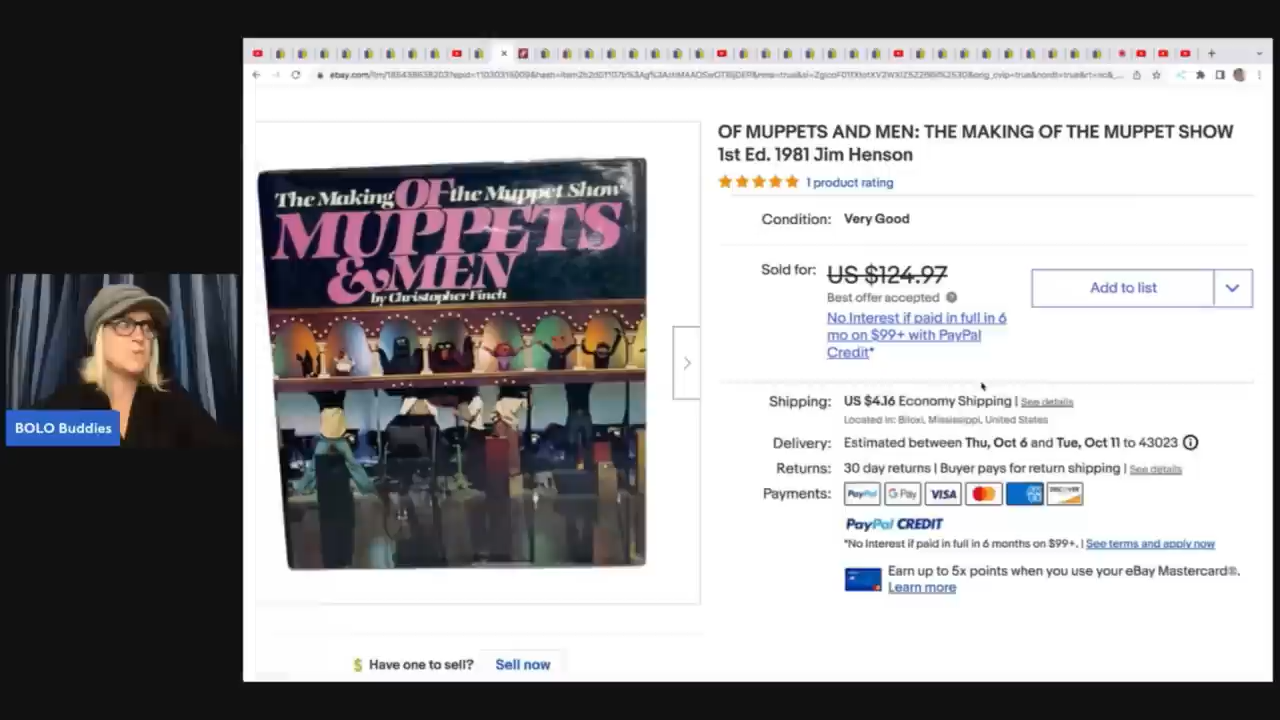 OF MUPPETS AND MEN: THE MAKING OF THE MUPPET SHOW
1st Ed. 1981 Jim Henson
1 product rating
Condition: Very Good
Sold for: US $124.97
Best offer accepted
Add to list
No Interest if paid in full in 6
mo on $99+ with PayPal
Credit*
Shipping: US $4.16 Economy Shipping | See details
Located in: Biloxi, Mississippi, United States
Delivery: Estimated between Thu, Oct 6 and Tue, Oct 11 to 43023
Returns: 30 day returns | Buyer pays for return shipping | See details
Payments: PayPal G Pay VISA DISCOVER
PayPal CREDIT
*No Interest if paid in full in 6 months on $99+. | See terms and apply now
Earn up to 5x points when you use your eBay Mastercard®.
Learn more
The Making OF the Muppet Show
MUPPETS
& MEN
by Christopher Finch
$ Have one to sell? Sell now
BOLO Buddies